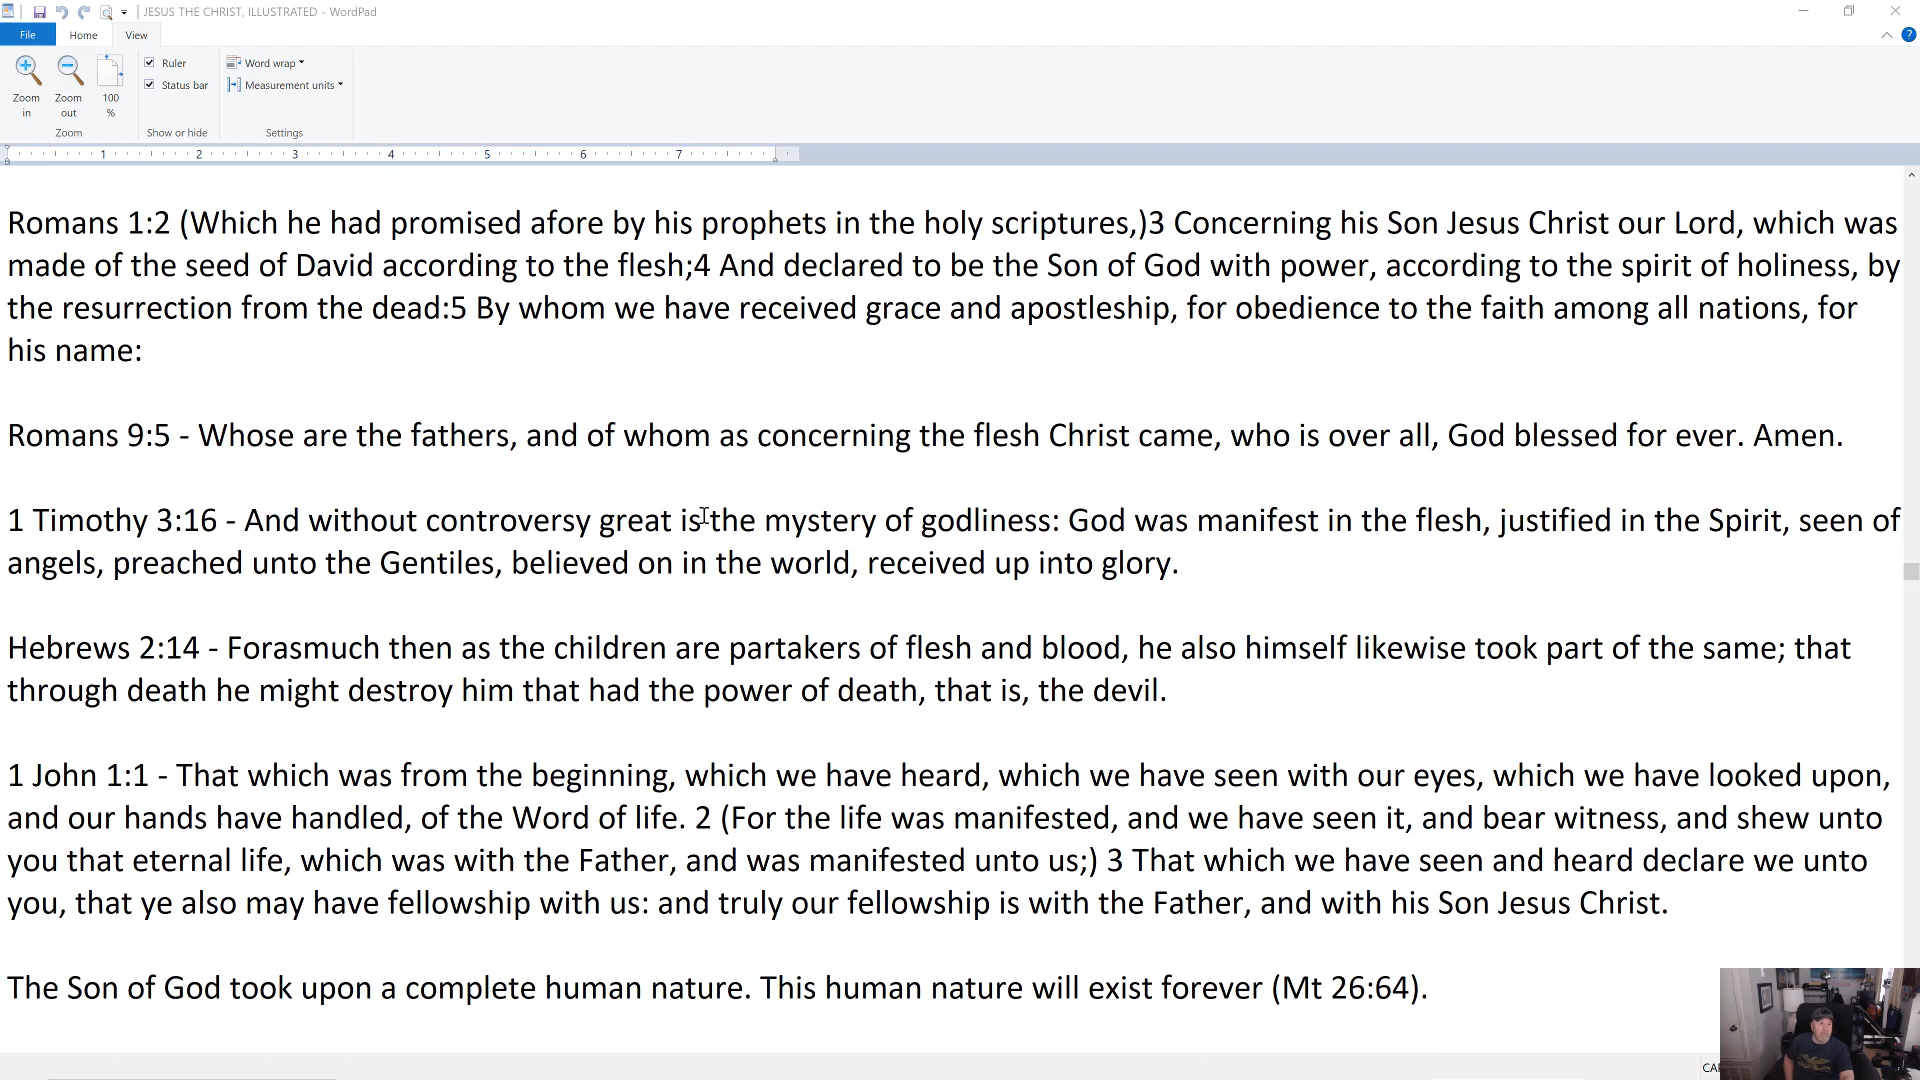 JESUS THE CHRIST, ILLUSTRATED - WordPad
File Home View
Zoom in
Zoom out
100 %
Ruler
Status bar
Word wrap
Measurement units
Zoom Show or hide Settings
1 2 3 4 5 6 7
Romans 1:2 (Which he had promised afore by his prophets in the holy scriptures,)3 Concerning his Son Jesus Christ our Lord, which was
made of the seed of David according to the flesh;4 And declared to be the Son of God with power, according to the spirit of holiness, by
the resurrection from the dead:5 By whom we have received grace and apostleship, for obedience to the faith among all nations, for
his name:
Romans 9:5 - Whose are the fathers, and of whom as concerning the flesh Christ came, who is over all, God blessed for ever. Amen.
1 Timothy 3:16 - And without controversy great is the mystery of godliness: God was manifest in the flesh, justified in the Spirit, seen of
angels, preached unto the Gentiles, believed on in the world, received up into glory.
Hebrews 2:14 - Forasmuch then as the children are partakers of flesh and blood, he also himself likewise took part of the same; that
through death he might destroy him that had the power of death, that is, the devil.
1 John 1:1 - That which was from the beginning, which we have heard, which we have seen with our eyes, which we have looked upon,
and our hands have handled, of the Word of life. 2 (For the life was manifested, and we have seen it, and bear witness, and shew unto
you that eternal life, which was with the Father, and was manifested unto us;) 3 That which we have seen and heard declare we unto
you, that ye also may have fellowship with us: and truly our fellowship is with the Father, and with his Son Jesus Christ.
The Son of God took upon a complete human nature. This human nature will exist forever (Mt 26:64).